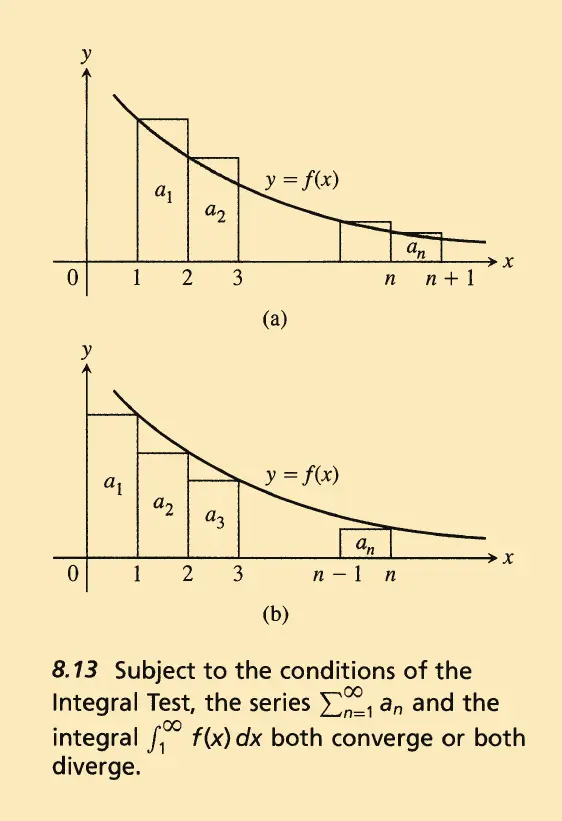 y
y = f(x)
a₁
a₂
aₙ
0 1 2 3 n n + 1 x
(a)
y
y = f(x)
a₁
a₂
a₃
aₙ
0 1 2 3 n − 1 n x
(b)
8.13 Subject to the conditions of the
Integral Test, the series ∑ₙ₌₁^∞ aₙ and the
integral ∫₁^∞ f(x) dx both converge or both
diverge.